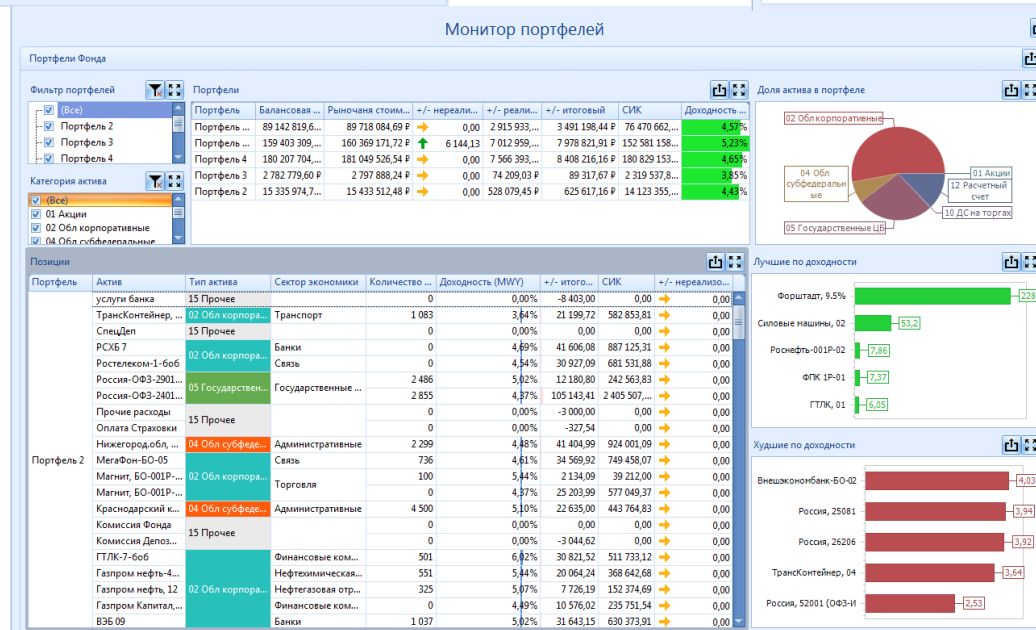 Монитор портфелей
Портфели Фонда
Фильтр портфелей
(Все)
Портфель 2
Портфель 3
Портфель 4
Категория актива
(Все)
01 Акции
02 Обл корпоративные
04 Обл субфедеральные
Портфели
Портфель Балансовая ... Рыночаня стоим... +/- нереали... +/- реали... +/- итоговый СИК Доходность ...
Портфель ... 89 142 819,6... 89 718 084,69 ₽ 0,00 2 915 933,... 3 491 198,44 ₽ 76 470 662,... 4,57%
Портфель ... 159 403 309,... 160 369 171,72 ₽ 6 144,13 7 012 959,... 7 978 821,91 ₽ 152 581 158... 5,23%
Портфель 4 180 207 704,... 181 049 526,54 ₽ 0,00 7 566 393,... 8 408 216,16 ₽ 180 829 153... 4,65%
Портфель 3 2 782 779,60 ₽ 2 797 888,24 ₽ 0,00 74 209,03 ₽ 89 317,67 ₽ 2 319 537,8... 3,85%
Портфель 2 15 335 974,7... 15 433 512,48 ₽ 0,00 528 079,45 ₽ 625 617,16 ₽ 14 123 355,... 4,43%
Доля актива в портфеле
02 Обл корпоративные
04 Обл
субфедеральн
ые
05 Государственные ЦБ
01 Акции
12 Расчетный
счет
10 ДС на торгах
Позиции
Портфель Актив Тип актива Сектор экономики Количество ... Доходность (MWY) +/- итого... СИК +/- нереализо...
услуги банка 15 Прочее 0 0,00% -8 403,00 0,00 0,00
ТрансКонтейнер, ... 02 Обл корпора... Транспорт 1 083 3,64% 21 199,72 582 853,81 0,00
СпецДеп 15 Прочее 0 0,00% 0,00 0,00 0,00
РСХБ 7 02 Обл корпора... Банки 0 4,69% 41 606,08 887 125,31 0,00
Ростелеком-1-боб Связь 0 4,54% 30 927,09 681 531,88 0,00
Россия-ОФЗ-2901... 05 Государствен... Государственные ... 2 486 5,02% 12 180,80 242 563,83 0,00
Россия-ОФЗ-2401... 2 855 4,37% 105 143,41 2 405 507,... 0,00
Прочие расходы 15 Прочее 0 0,00% -3 000,00 0,00 0,00
Оплата Страховки 0 0,00% -327,54 0,00 0,00
Нижегород.обл, ... 04 Обл субфеде... Административные 2 299 4,48% 41 404,99 924 001,09 0,00
Портфель 2 МегаФон-БО-05 02 Обл корпора... Связь 736 4,61% 34 569,92 749 458,07 0,00
Магнит, БО-001Р-... Торговля 100 5,44% 2 134,09 39 212,00 0,00
Магнит, БО-001Р-... 0 4,37% 25 203,99 577 049,37 0,00
Краснодарский к... 04 Обл субфеде... Административные 4 500 5,10% 22 635,00 443 764,83 0,00
Комиссия Фонда 15 Прочее 0 0,00% 0,00 0,00 0,00
Комиссия Депоз... 0 0,00% -3 044,62 0,00 0,00
ГТЛК-7-боб 02 Обл корпора... Финансовые ком... 501 6,02% 30 821,52 511 733,12 0,00
Газпром нефть-4... Нефтехимическая... 551 5,44% 20 064,24 368 642,68 0,00
Газпром нефть, 12 Нефтегазовая отр... 325 5,07% 7 726,19 152 374,69 0,00
Газпром Капитал,... Финансовые ком... 0 4,49% 10 576,02 235 751,54 0,00
ВЭБ 09 Банки 1 037 5,02% 31 643,15 630 373,91 0,00
Лучшие по доходности
Форштадт, 9.5% 228
Силовые машины, 02 53,2
Роснефть-001Р-02 7,86
ФПК 1Р-01 7,37
ГТЛК, 01 6,05
Худшие по доходности
Внешэкономбанк-БО-02 4,03
Россия, 25081 3,94
Россия, 26206 3,92
ТрансКонтейнер, 04 3,64
Россия, 52001 (ОФЗ-И 2,53